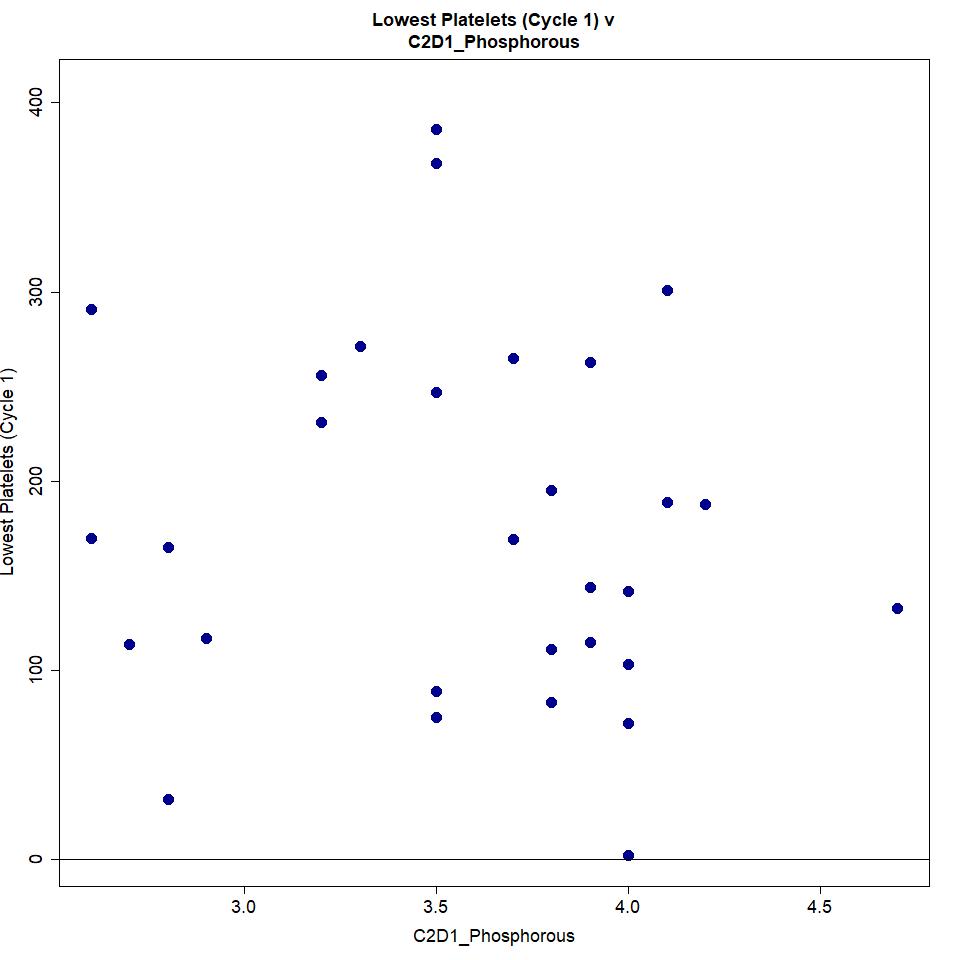 Lowest Platelets (Cycle 1) v
C2D1_Phosphorous
400
300
200
100
0
Lowest Platelets (Cycle 1)
3.0 3.5 4.0 4.5
C2D1_Phosphorous